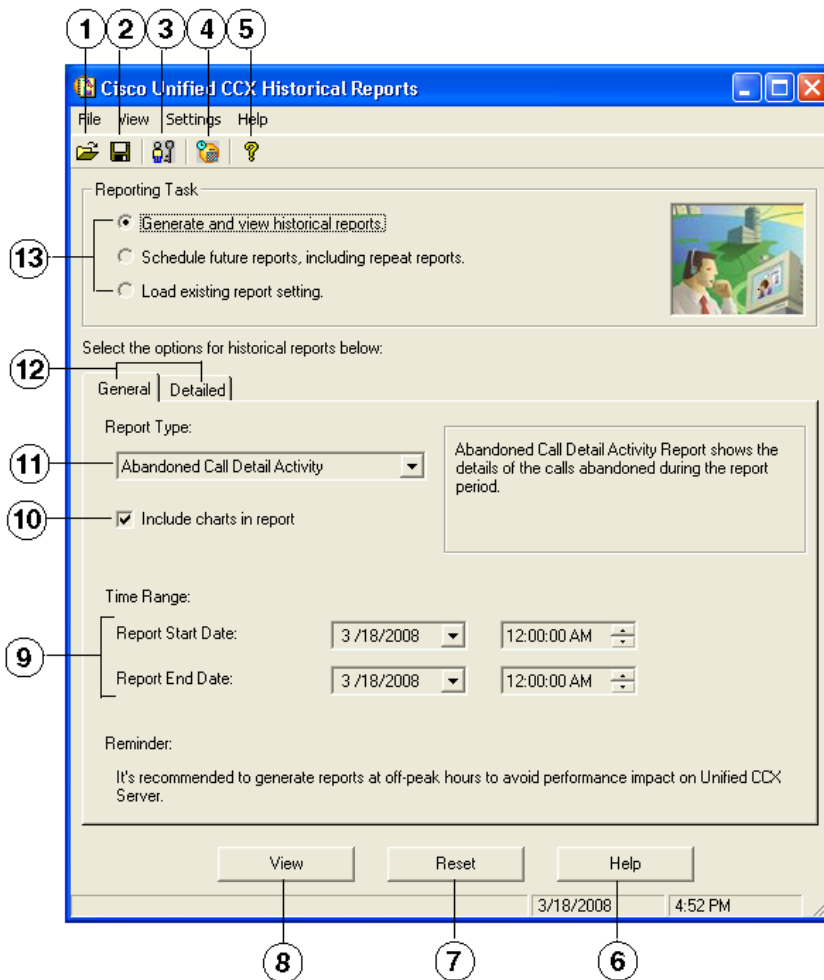 1 2 3 4 5
Cisco Unified CCX Historical Reports
File View Settings Help
Reporting Task
Generate and view historical reports.
13
Schedule future reports, including repeat reports.
Load existing report setting.
Select the options for historical reports below:
12
General Detailed
Report Type:
11
Abandoned Call Detail Activity
Abandoned Call Detail Activity Report shows the
details of the calls abandoned during the report
period.
10
Include charts in report
Time Range:
Report Start Date: 3 /18/2008 12:00:00 AM
9
Report End Date: 3 /18/2008 12:00:00 AM
Reminder:
It's recommended to generate reports at off-peak hours to avoid performance impact on Unified CCX
Server.
View Reset Help
3/18/2008 4:52 PM
8 7 6